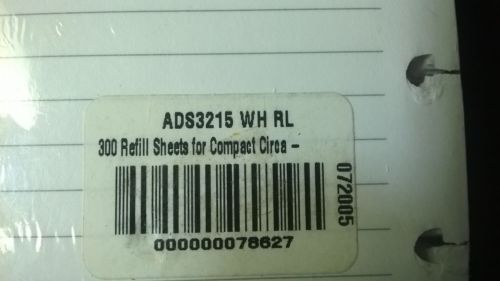 ADS3215 WH RL
300 Refill Sheets for Compact Circa –
072005
000000078627